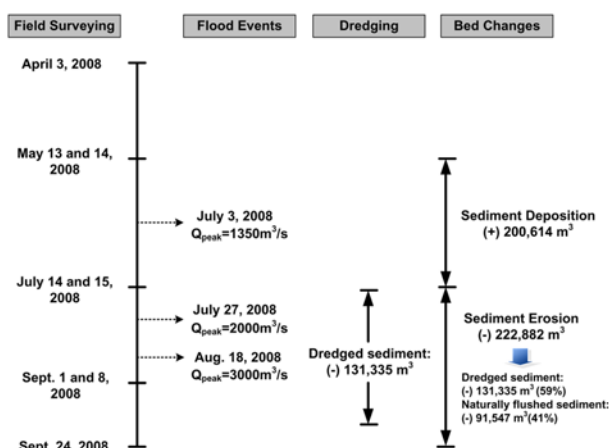 Field Surveying
Flood Events
Dredging
Bed Changes
April 3, 2008
May 13 and 14,
2008
July 3, 2008
Qpeak=1350m³/s
Sediment Deposition
(+) 200,614 m³
July 14 and 15,
2008
July 27, 2008
Qpeak=2000m³/s
Sediment Erosion
(-) 222,882 m³
Aug. 18, 2008
Qpeak=3000m³/s
Dredged sediment:
(-) 131,335 m³
Sept. 1 and 8,
2008
Dredged sediment:
(-) 131,335 m³(59%)
Naturally flushed sediment:
(-) 91,547 m³(41%)
Sept. 24, 2008